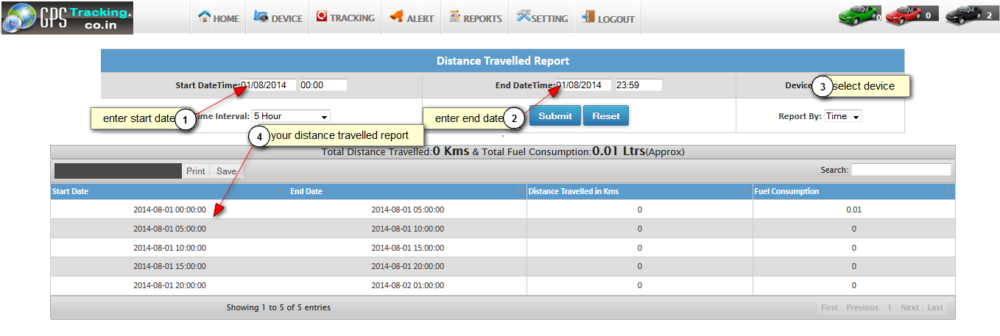 GPS Tracking.
co.in
HOME DEVICE TRACKING ALERT REPORTS SETTING LOGOUT 0 0 2
Distance Travelled Report
Start DateTime: 01/08/2014 00:00 End DateTime: 01/08/2014 23:59 Device 3 select device
enter start date 1 Time Interval: 5 Hour enter end date 2 Submit Reset Report By: Time
4 your distance travelled report
Total Distance Travelled:0 Kms & Total Fuel Consumption:0.01 Ltrs(Approx)
Print Save Search:
Start Date End Date Distance Travelled in Kms Fuel Consumption
2014-08-01 00:00:00 2014-08-01 05:00:00 0 0.01
2014-08-01 05:00:00 2014-08-01 10:00:00 0 0
2014-08-01 10:00:00 2014-08-01 15:00:00 0 0
2014-08-01 15:00:00 2014-08-01 20:00:00 0 0
2014-08-01 20:00:00 2014-08-02 01:00:00 0 0
Showing 1 to 5 of 5 entries First Previous 1 Next Last